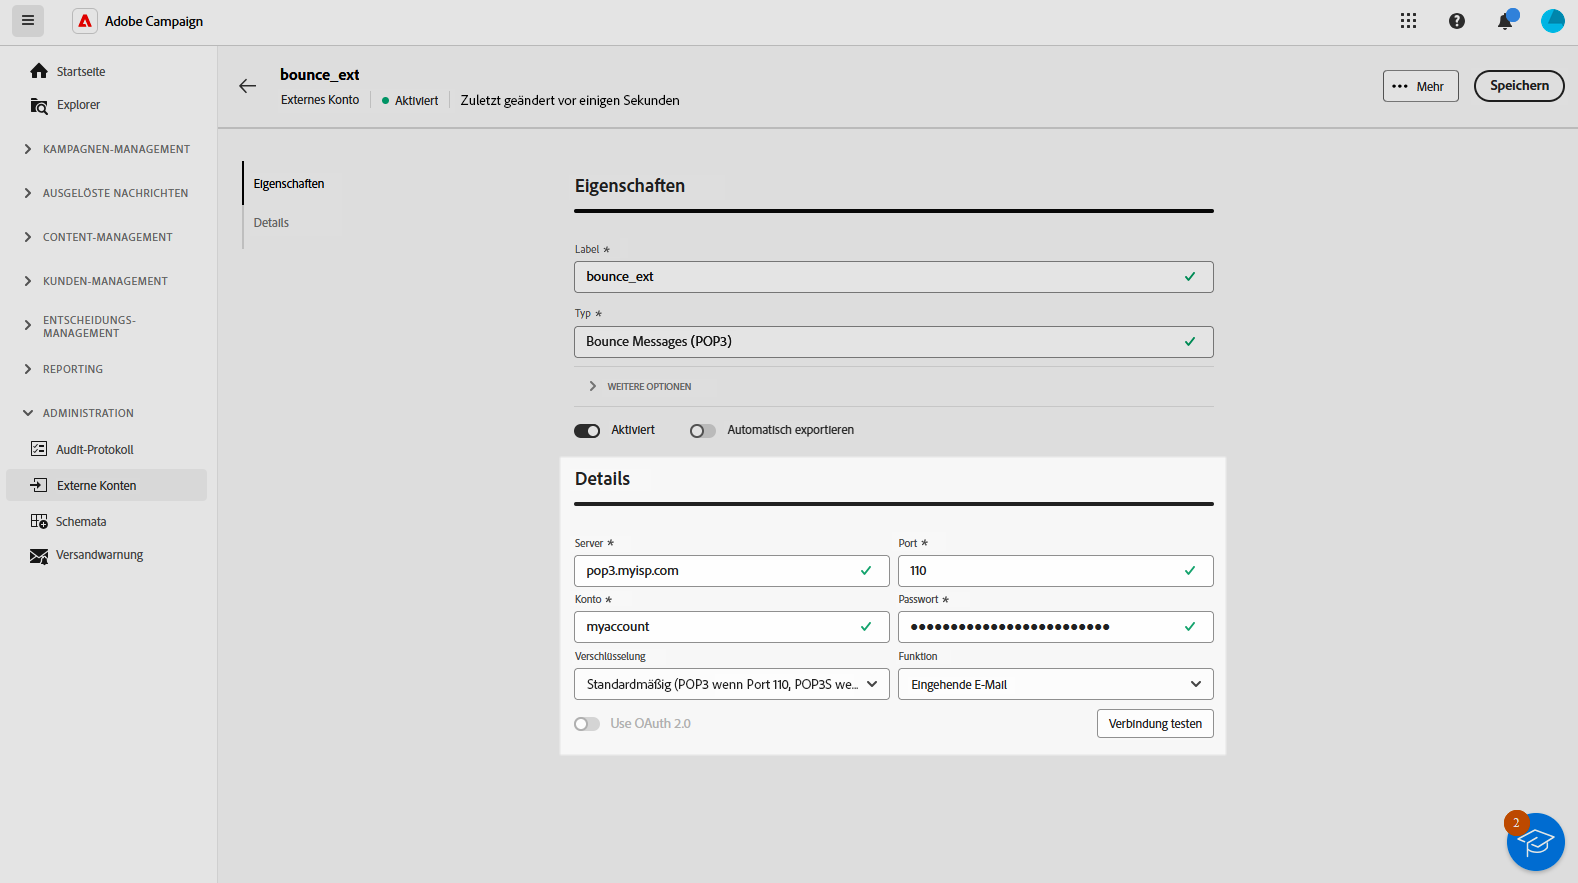 Adobe Campaign
Startseite
Explorer
KAMPAGNEN-MANAGEMENT
AUSGELÖSTE NACHRICHTEN
CONTENT-MANAGEMENT
KUNDEN-MANAGEMENT
ENTSCHEIDUNGS-
MANAGEMENT
REPORTING
ADMINISTRATION
Audit-Protokoll
Externe Konten
Schemata
Versandwarnung
bounce_ext
Externes Konto Aktiviert Zuletzt geändert vor einigen Sekunden
Mehr
Speichern
Eigenschaften
Details
Eigenschaften
Label *
bounce_ext
Typ *
Bounce Messages (POP3)
WEITERE OPTIONEN
Aktiviert Automatisch exportieren
Details
Server * Port *
pop3.myisp.com 110
Konto * Passwort *
myaccount •••••••••••••••••••••••••
Verschlüsselung Funktion
Standardmäßig (POP3 wenn Port 110, POP3S we... Eingehende E-Mail
Use OAuth 2.0 Verbindung testen
2